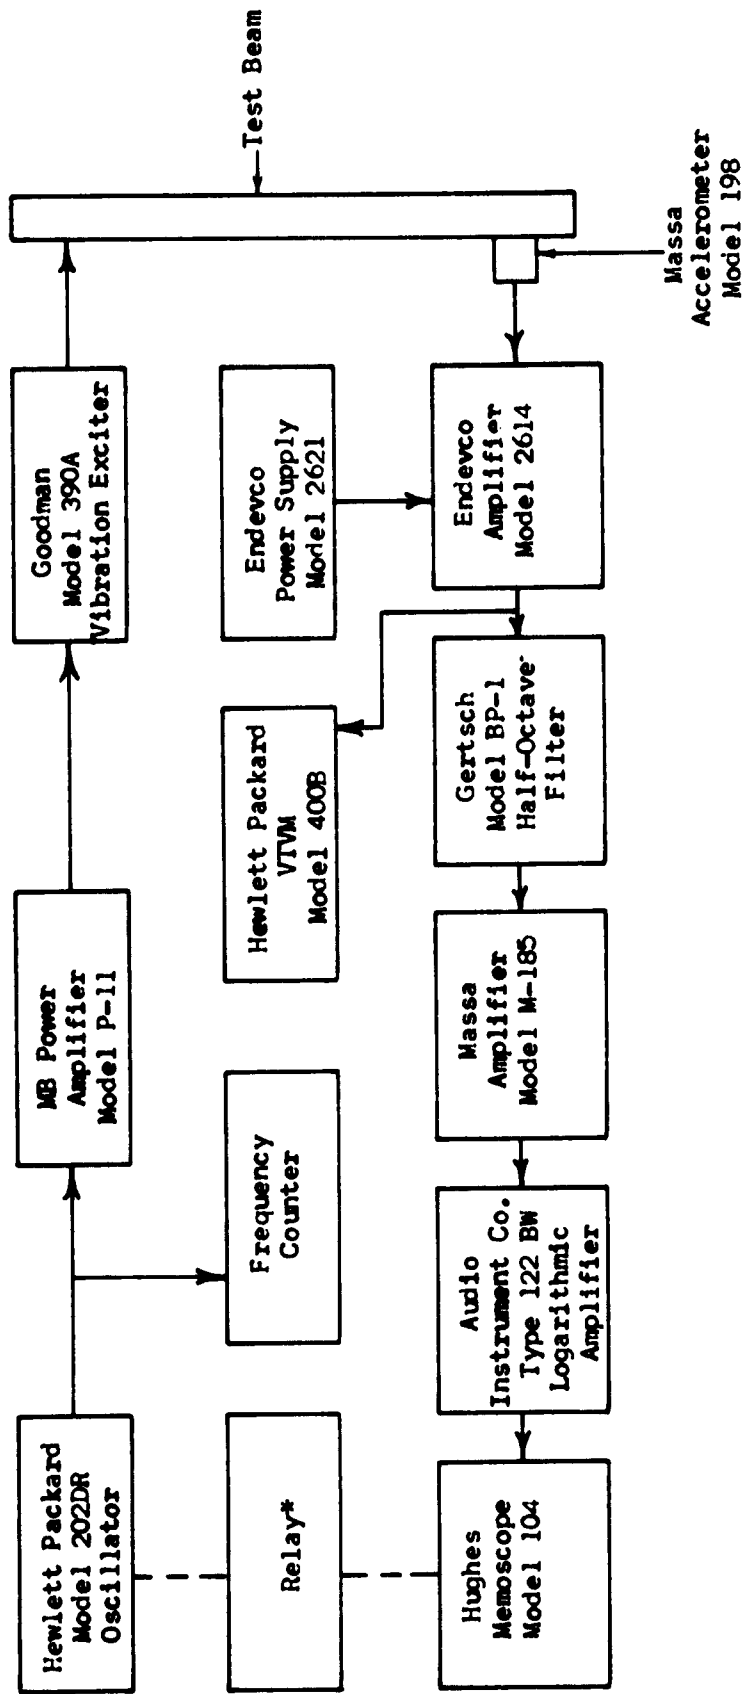 Hewlett Packard
Model 202DR
Oscillator
MB Power
Amplifier
Model P-11
Goodman
Model 390A
Vibration Exciter
Test Beam
Relay*
Frequency
Counter
Hewlett Packard
VTVM
Model 400B
Endevco
Power Supply
Model 2621
Hughes
Memoscope
Model 104
Audio
Instrument Co.
Type 122 BW
Logarithmic
Amplifier
Massa
Amplifier
Model M-185
Gertsch
Model BP-1
Half-Octave
Filter
Endevco
Amplifier
Model 2614
Massa
Accelerometer
Model 198